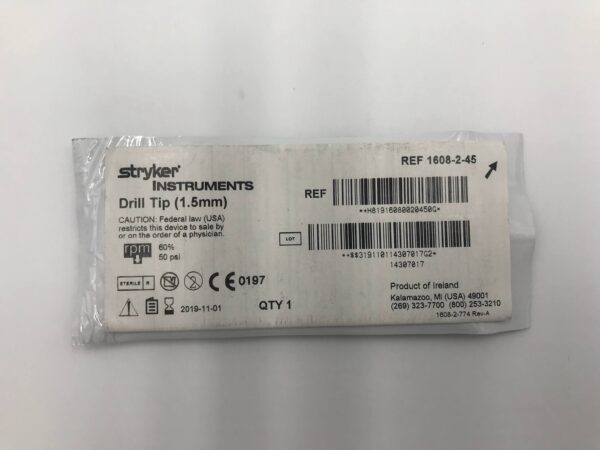 REF 1608-2-45
stryker
INSTRUMENTS
Drill Tip (1.5mm)
CAUTION: Federal law (USA)
restricts this device to sale by
or on the order of a physician.
rpm 60%
50 psi
STERILE R
CE 0197
2019-11-01
QTY 1
REF
**H819160800204500*
LOT
**$$319110114307017G2*
14307017
Product of Ireland
Kalamazoo, MI (USA) 49001
(269) 323-7700 (800) 253-3210
1608-2-774 Rev-A